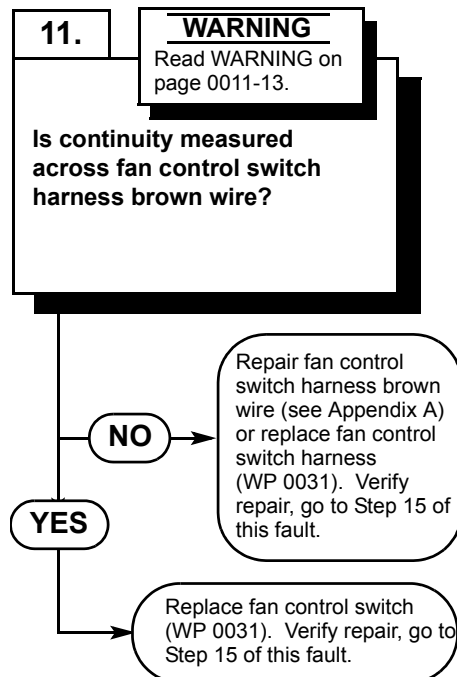 11.
WARNING
Read WARNING on
page 0011-13.
Is continuity measured
across fan control switch
harness brown wire?
NO
Repair fan control
switch harness brown
wire (see Appendix A)
or replace fan control
switch harness
(WP 0031).  Verify
repair, go to Step 15 of
this fault.
YES
Replace fan control switch
(WP 0031).  Verify repair, go to
Step 15 of this fault.